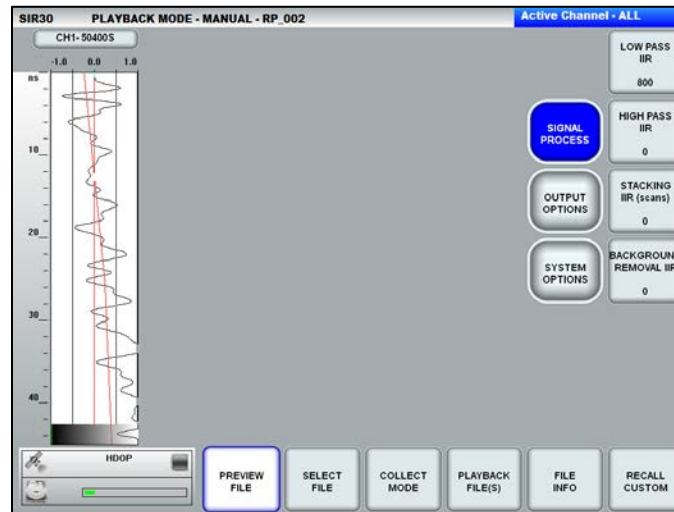 SIR30 PLAYBACK MODE - MANUAL - RP_002 Active Channel - ALL
CH1- 50400S
-1.0 0.0 1.0
ns
10
20
30
40
LOW PASS
IIR
800
SIGNAL
PROCESS
HIGH PASS
IIR
0
OUTPUT
OPTIONS
STACKING
IIR (scans)
0
SYSTEM
OPTIONS
BACKGROUN
REMOVAL IIF
0
HDOP
PREVIEW
FILE
SELECT
FILE
COLLECT
MODE
PLAYBACK
FILE(S)
FILE
INFO
RECALL
CUSTOM